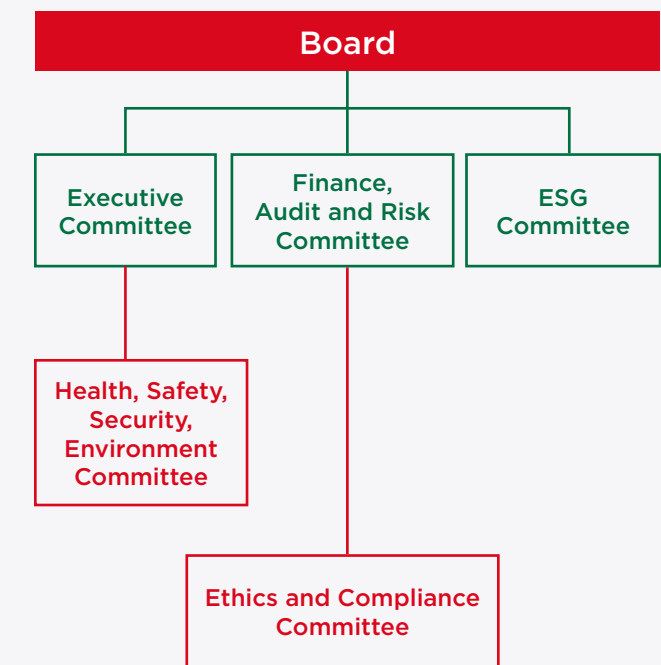 Board
Executive
Committee
Finance,
Audit and Risk
Committee
ESG
Committee
Health, Safety,
Security,
Environment
Committee
Ethics and Compliance
Committee